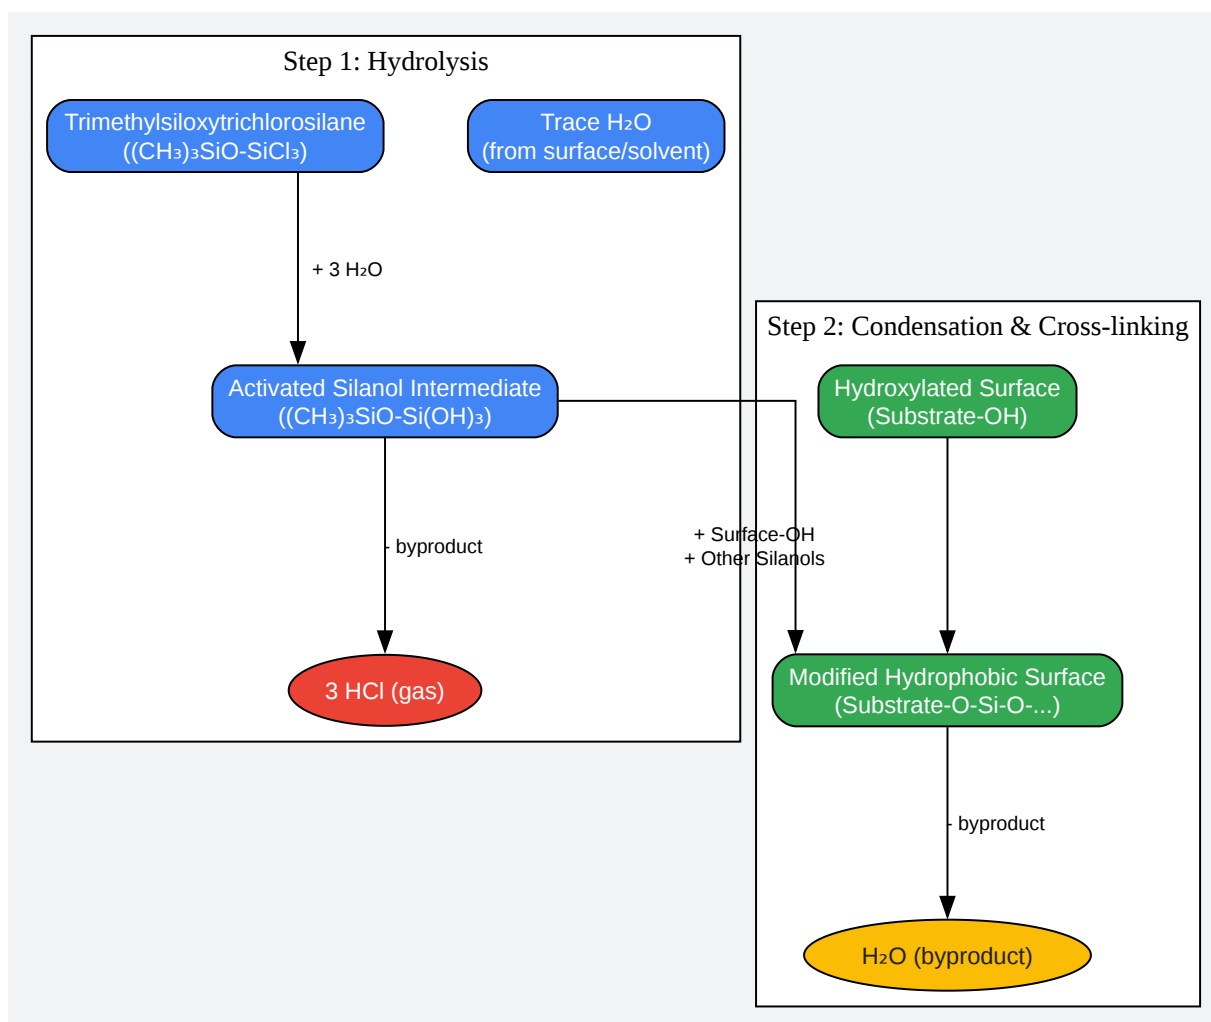 Step 1: Hydrolysis
Trimethylsiloxytrichlorosilane
((CH₃)₃SiO-SiCl₃)
Trace H₂O
(from surface/solvent)
+ 3 H₂O
Activated Silanol Intermediate
((CH₃)₃SiO-Si(OH)₃)
- byproduct
3 HCl (gas)
+ Surface-OH
+ Other Silanols
Step 2: Condensation & Cross-linking
Hydroxylated Surface
(Substrate-OH)
Modified Hydrophobic Surface
(Substrate-O-Si-O-...)
- byproduct
H₂O (byproduct)